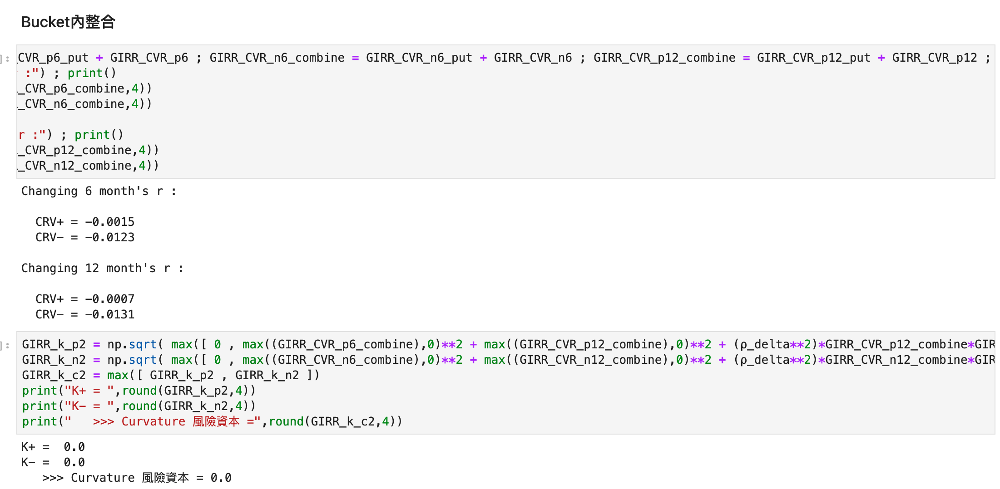 Bucket內整合
]:
CVR_p6_put + GIRR_CVR_p6 ; GIRR_CVR_n6_combine = GIRR_CVR_n6_put + GIRR_CVR_n6 ; GIRR_CVR_p12_combine = GIRR_CVR_p12_put + GIRR_CVR_p12 ;
:") ; print()
_CVR_p6_combine,4))
_CVR_n6_combine,4))
r :") ; print()
_CVR_p12_combine,4))
_CVR_n12_combine,4))
Changing 6 month's r :
CRV+ = -0.0015
CRV- = -0.0123
Changing 12 month's r :
CRV+ = -0.0007
CRV- = -0.0131
]:
GIRR_k_p2 = np.sqrt( max([ 0 , max((GIRR_CVR_p6_combine),0)**2 + max((GIRR_CVR_p12_combine),0)**2 + (ρ_delta**2)*GIRR_CVR_p12_combine*GIR
GIRR_k_n2 = np.sqrt( max([ 0 , max((GIRR_CVR_n6_combine),0)**2 + max((GIRR_CVR_n12_combine),0)**2 + (ρ_delta**2)*GIRR_CVR_n12_combine*GIR
GIRR_k_c2 = max([ GIRR_k_p2 , GIRR_k_n2 ])
print("K+ = ",round(GIRR_k_p2,4))
print("K- = ",round(GIRR_k_n2,4))
print("   >>> Curvature 風險資本 =",round(GIRR_k_c2,4))
K+ =  0.0
K- =  0.0
>>> Curvature 風險資本 = 0.0